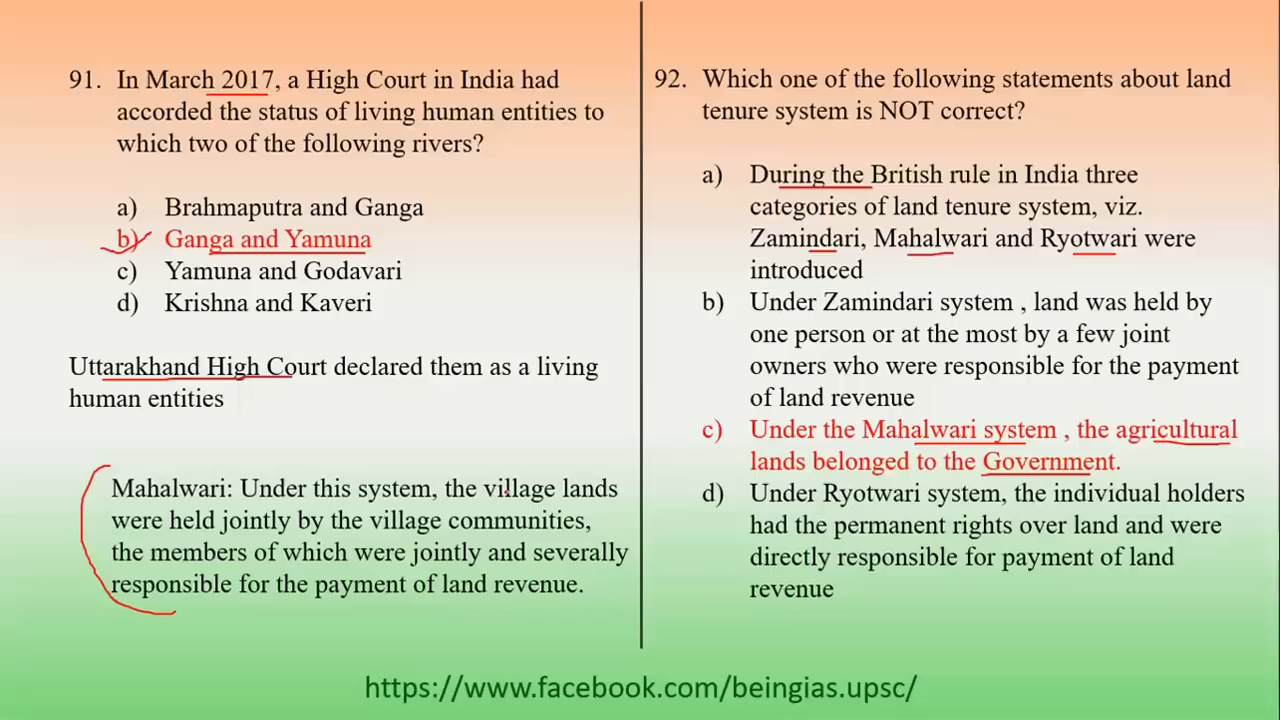 91. In March 2017, a High Court in India had
accorded the status of living human entities to
which two of the following rivers?
a) Brahmaputra and Ganga
b) Ganga and Yamuna
c) Yamuna and Godavari
d) Krishna and Kaveri
Uttarakhand High Court declared them as a living
human entities
Mahalwari: Under this system, the village lands
were held jointly by the village communities,
the members of which were jointly and severally
responsible for the payment of land revenue.
92. Which one of the following statements about land
tenure system is NOT correct?
a) During the British rule in India three
categories of land tenure system, viz.
Zamindari, Mahalwari and Ryotwari were
introduced
b) Under Zamindari system , land was held by
one person or at the most by a few joint
owners who were responsible for the payment
of land revenue
c) Under the Mahalwari system , the agricultural
lands belonged to the Government.
d) Under Ryotwari system, the individual holders
had the permanent rights over land and were
directly responsible for payment of land
revenue
https://www.facebook.com/beingias.upsc/